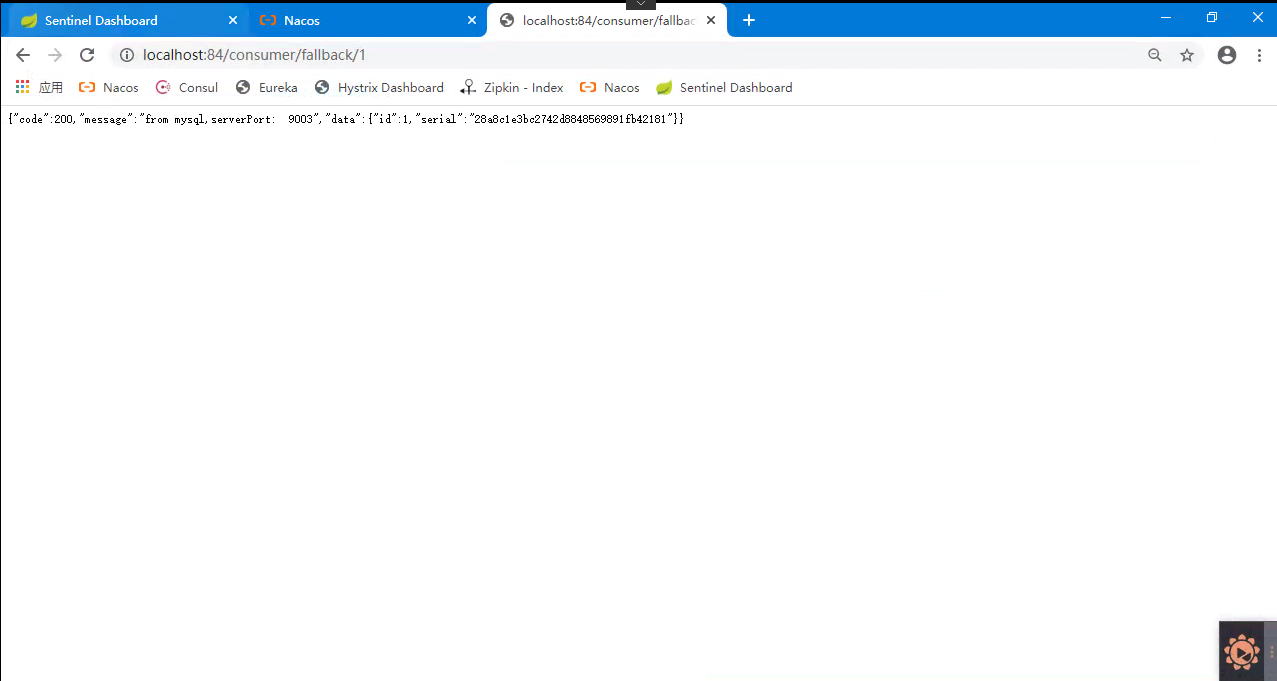 Sentinel Dashboard
Nacos
localhost:84/consumer/fallbac
localhost:84/consumer/fallback/1
应用 Nacos Consul Eureka Hystrix Dashboard Zipkin - Index Nacos Sentinel Dashboard
{"code":200,"message":"from mysql,serverPort:  9003","data":{"id":1,"serial":"28a8c1e3bc2742d8848569891fb42181"}}